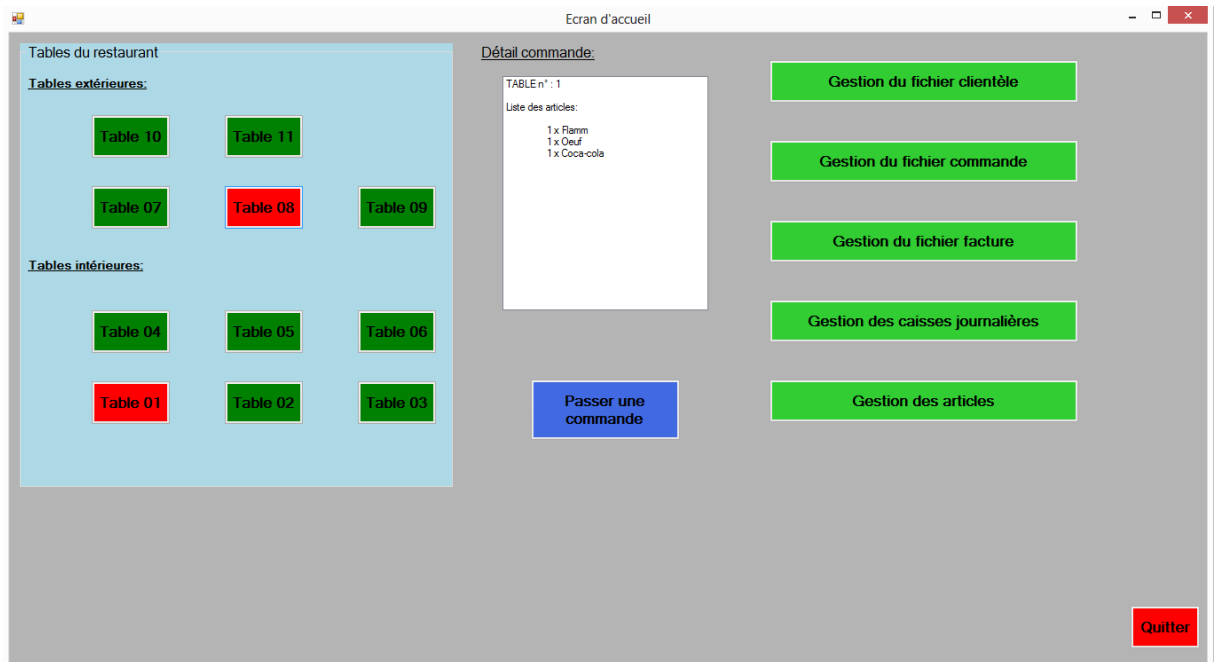 Ecran d'accueil
Tables du restaurant
Tables extérieures:
Table 10
Table 11
Table 07
Table 08
Table 09
Tables intérieures:
Table 04
Table 05
Table 06
Table 01
Table 02
Table 03
Détail commande:
TABLE n° : 1
Liste des articles:
1 x Flamm
1 x Oeuf
1 x Coca-cola
Passer une
commande
Gestion du fichier clientèle
Gestion du fichier commande
Gestion du fichier facture
Gestion des caisses journalières
Gestion des articles
Quitter